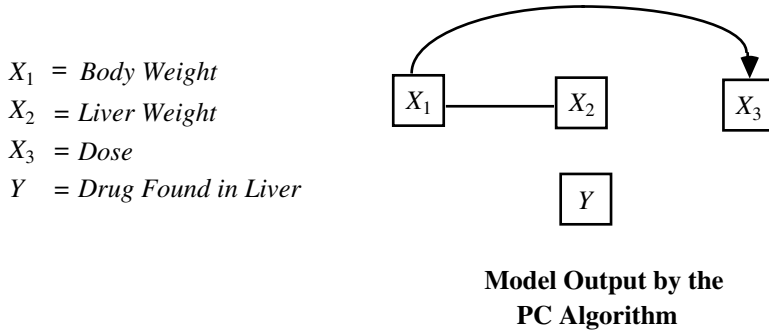 X₁ = Body Weight
X₂ = Liver Weight
X₃ = Dose
Y = Drug Found in Liver
X₁
X₂
X₃
Y
Model Output by the
PC Algorithm